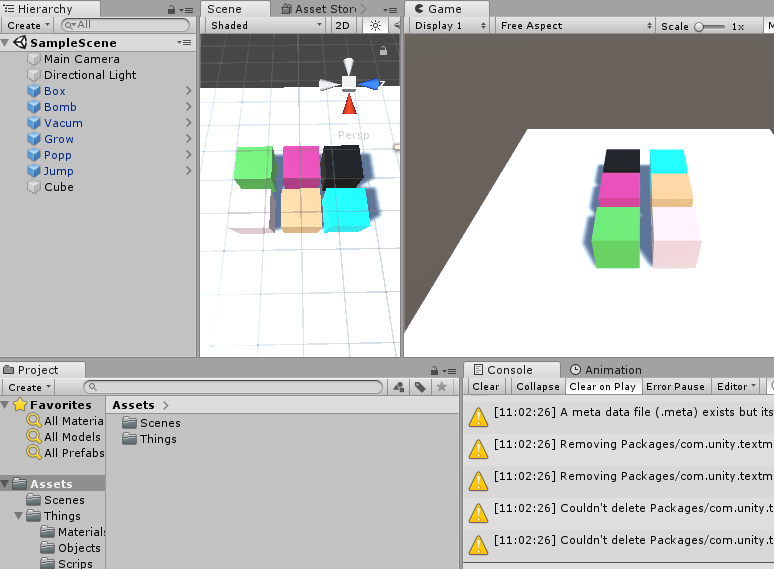 Hierarchy
Create
All
SampleScene
Main Camera
Directional Light
Box
Bomb
Vacum
Grow
Popp
Jump
Cube
Scene
Asset Stor
Shaded
2D
z
Persp
Game
Display 1
Free Aspect
Scale
1x
M
Project
Create
Favorites
All Materia
All Models
All Prefabs
Assets
Scenes
Things
Materials
Objects
Scrips
Assets
Scenes
Things
Console
Animation
Clear
Collapse
Clear on Play
Error Pause
Editor
[11:02:26] A meta data file (.meta) exists but its
[11:02:26] Removing Packages/com.unity.textm
[11:02:26] Removing Packages/com.unity.textm
[11:02:26] Couldn't delete Packages/com.unity.t
[11:02:26] Couldn't delete Packages/com.unity.t